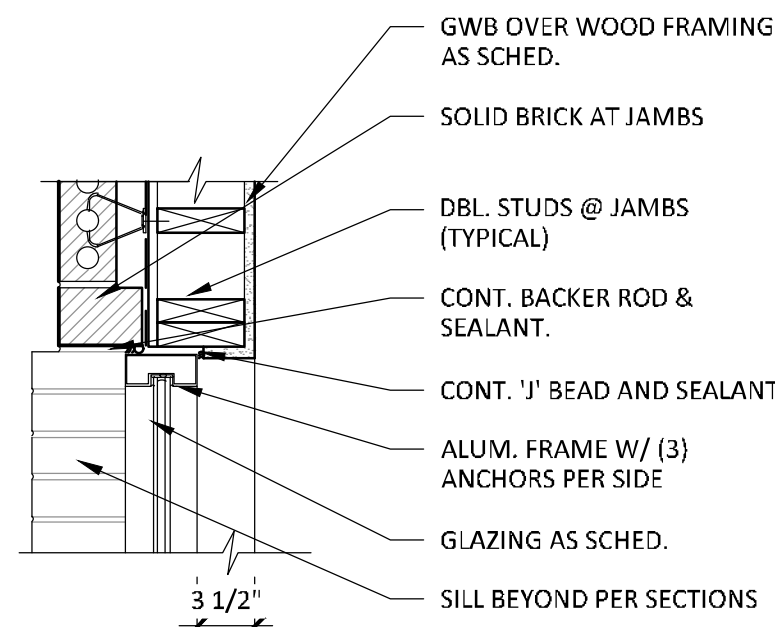 GWB OVER WOOD FRAMING
AS SCHED.
SOLID BRICK AT JAMBS
DBL. STUDS @ JAMBS
(TYPICAL)
CONT. BACKER ROD &
SEALANT.
CONT. 'J' BEAD AND SEALANT
ALUM. FRAME W/ (3)
ANCHORS PER SIDE
GLAZING AS SCHED.
SILL BEYOND PER SECTIONS
3 1/2"